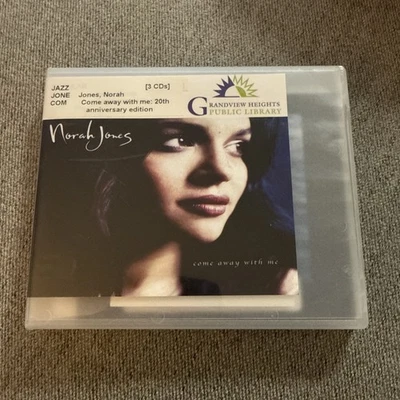 JAZZ [3 CDs]
JONE Jones, Norah
COM Come away with me: 20th
anniversary edition
GRANDVIEW HEIGHTS
PUBLIC LIBRARY
Norah Jones
come away with me